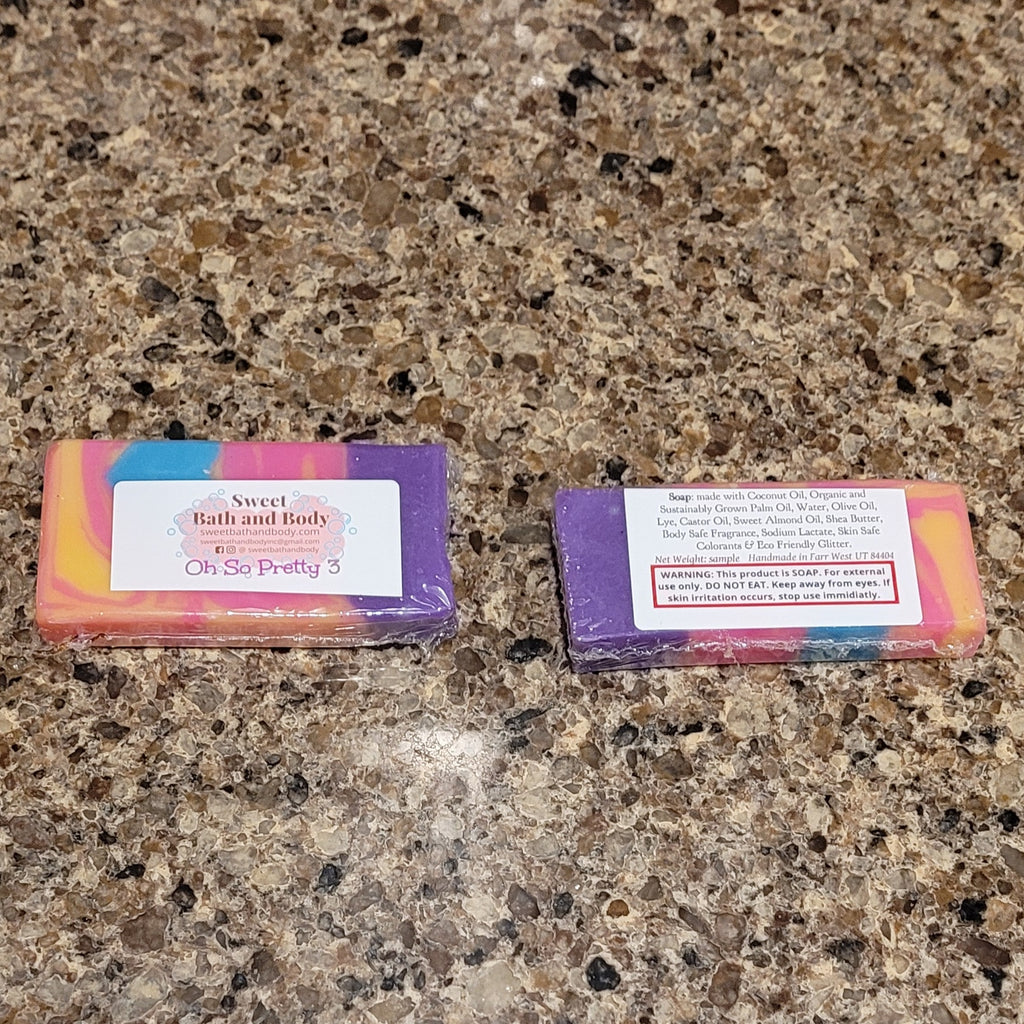 Sweet
Bath and Body
sweetbathandbody.com
sweetbathandbodyinc@gmail.com
@ sweetbathandbody
Oh So Pretty 3
Soap: made with Coconut Oil, Organic and
Sustainably Grown Palm Oil, Water, Olive Oil,
Lye, Castor Oil, Sweet Almond Oil, Shea Butter,
Body Safe Fragrance, Sodium Lactate, Skin Safe
Colorants & Eco Friendly Glitter.
Net Weight: sample Handmade in Farr West UT 84404
WARNING: This product is SOAP. For external
use only. DO NOT EAT. Keep away from eyes. If
skin irritation occurs, stop use immidiatly.